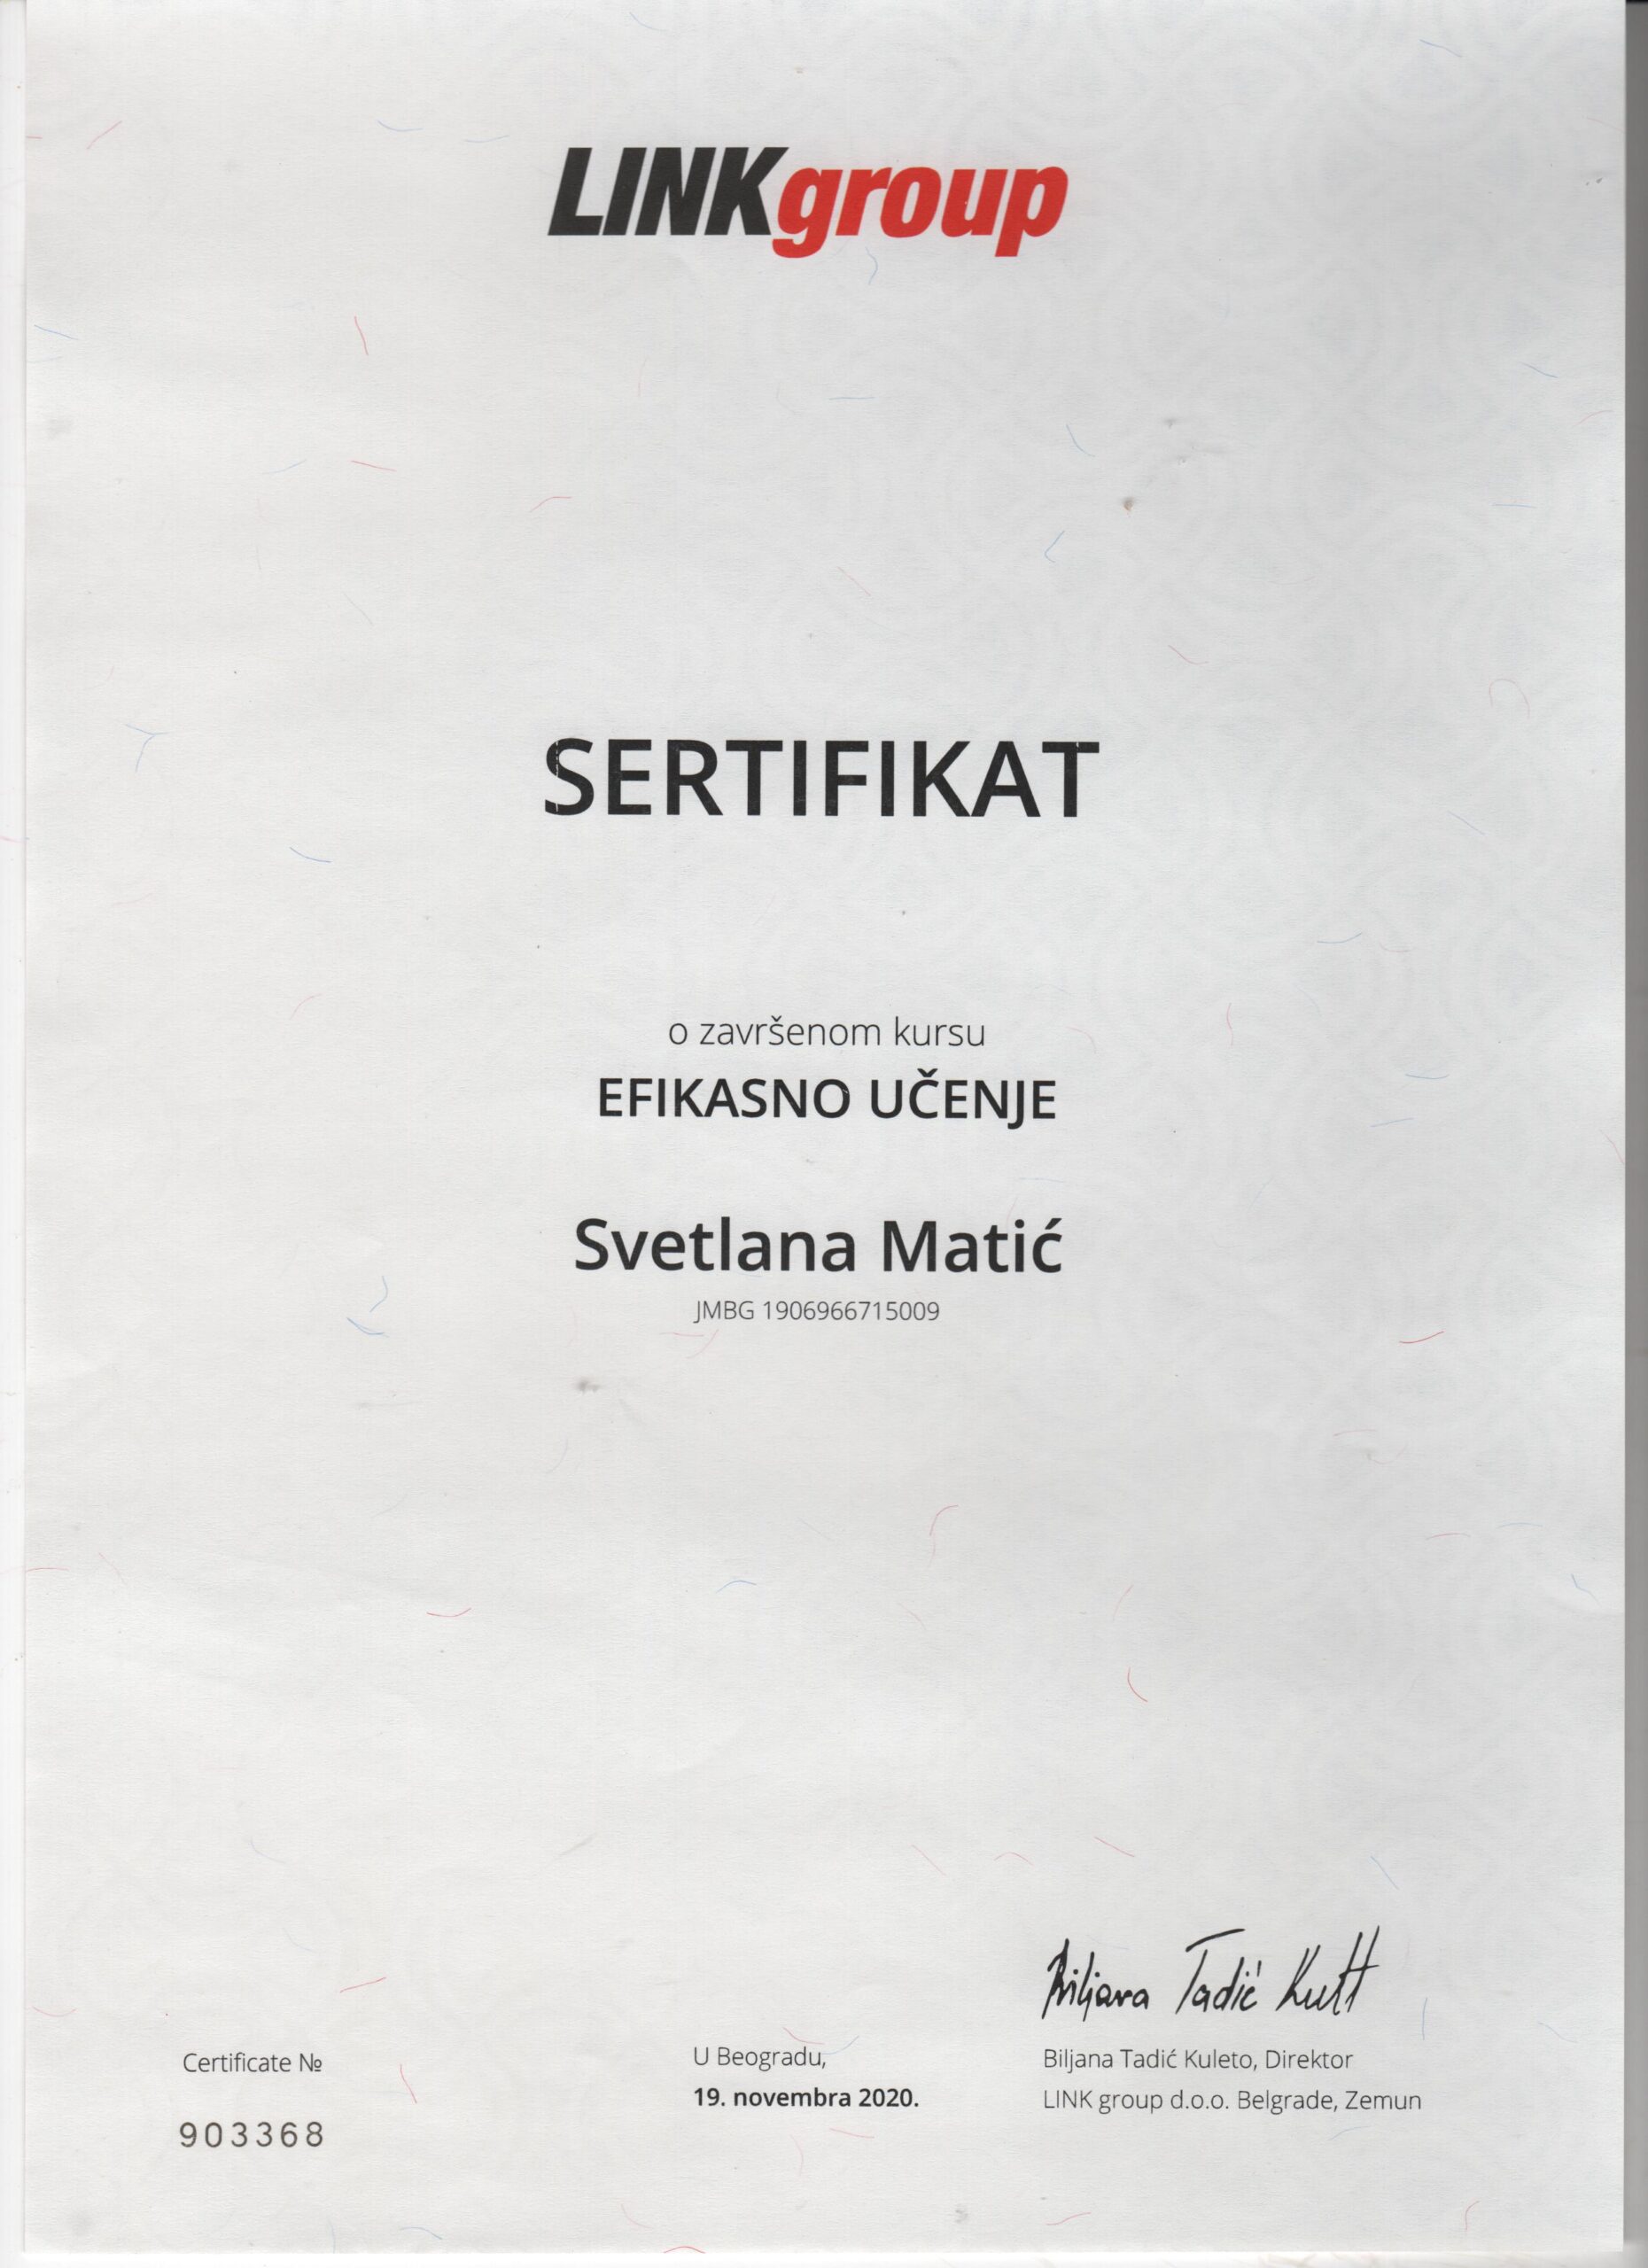 LINKgroup
SERTIFIKAT
o završenom kursu
EFIKASNO UČENJE
Svetlana Matić
JMBG 1906966715009
Biljana Tadić Kult
Certificate №
903368
U Beogradu,
19. novembra 2020.
Biljana Tadić Kuleto, Direktor
LINK group d.o.o. Belgrade, Zemun